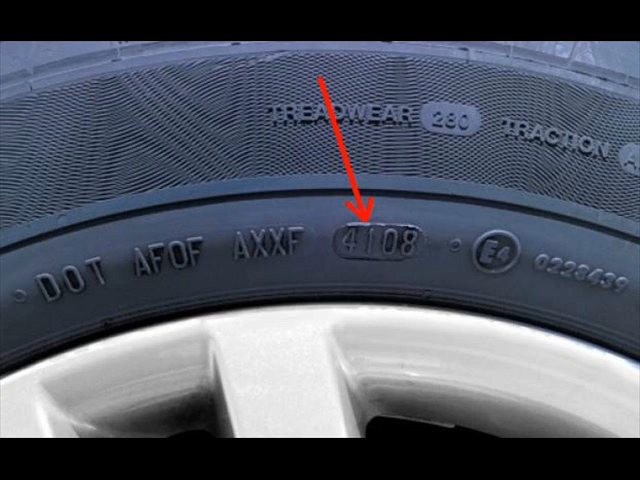 TREADWEAR 280 TRACTION A
DOT AFOF AXXF 4108 E4 0228439